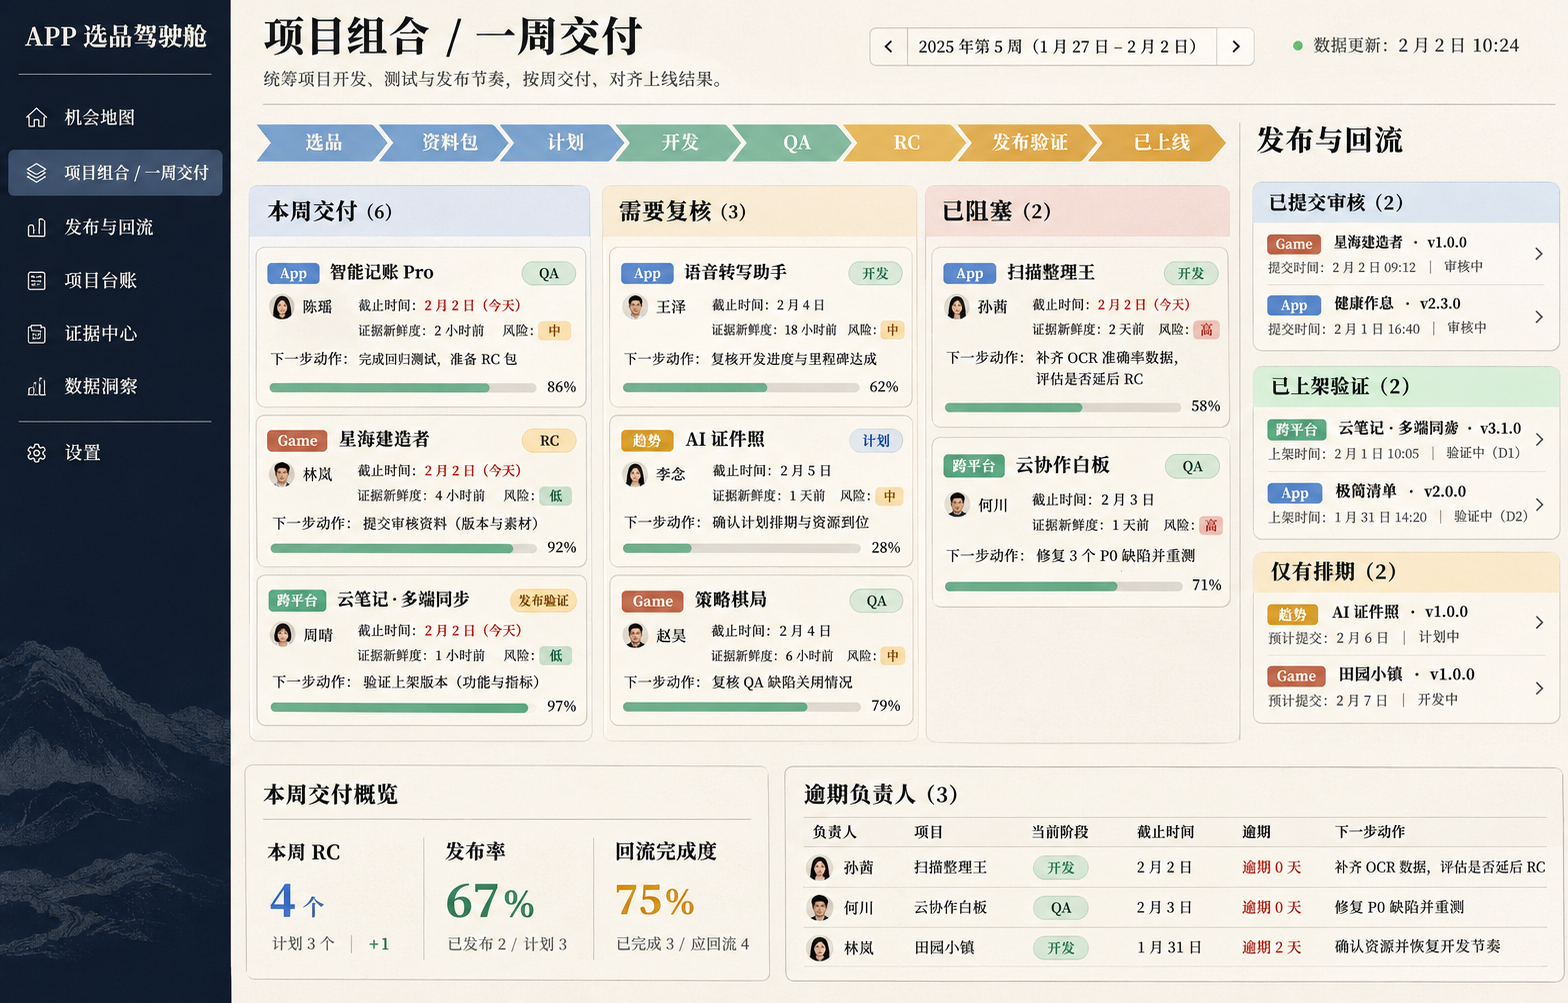 APP 选品驾驶舱
机会地图
项目组合 / 一周交付
发布与回流
项目台账
证据中心
数据洞察
设置
项目组合 / 一周交付
统筹项目开发、测试与发布节奏，按周交付、对齐上线结果。
2025 年第 5 周（1 月 27 日 – 2 月 2 日）
数据更新：2 月 2 日 10:24
选品
资料包
计划
开发
QA
RC
发布验证
已上线
本周交付（6）
App 智能记账 Pro QA
陈瑶 截止时间：2 月 2 日（今天）
证据新鲜度：2 小时前 风险：中
下一步动作：完成回归测试，准备 RC 包
86%
Game 星海建造者 RC
林岚 截止时间：2 月 2 日（今天）
证据新鲜度：4 小时前 风险：低
下一步动作：提交审核资料（版本与素材）
92%
跨平台 云笔记 · 多端同步 发布验证
周晴 截止时间：2 月 2 日（今天）
证据新鲜度：1 小时前 风险：低
下一步动作：验证上架版本（功能与指标）
97%
需要复核（3）
App 语音转写助手 开发
王泽 截止时间：2 月 4 日
证据新鲜度：18 小时前 风险：中
下一步动作：复核开发进度与里程碑达成
62%
趋势 AI 证件照 计划
李念 截止时间：2 月 5 日
证据新鲜度：1 天前 风险：中
下一步动作：确认计划排期与资源到位
28%
Game 策略棋局 QA
赵昊 截止时间：2 月 4 日
证据新鲜度：6 小时前 风险：中
下一步动作：复核 QA 缺陷关闭情况
79%
已阻塞（2）
App 扫描整理王 开发
孙茜 截止时间：2 月 2 日（今天）
证据新鲜度：2 天前 风险：高
下一步动作：补齐 OCR 准确率数据，
评估是否延后 RC
58%
跨平台 云协作白板 QA
何川 截止时间：2 月 3 日
证据新鲜度：1 天前 风险：高
下一步动作：修复 3 个 P0 缺陷并重测
71%
发布与回流
已提交审核（2）
Game 星海建造者 · v1.0.0
提交时间：2 月 2 日 09:12 | 审核中
App 健康作息 · v2.3.0
提交时间：2 月 1 日 16:40 | 审核中
已上架验证（2）
跨平台 云笔记 · 多端同步 · v3.1.0
上架时间：2 月 1 日 10:05 | 验证中（D1）
App 极简清单 · v2.0.0
上架时间：1 月 31 日 14:20 | 验证中（D2）
仅有排期（2）
趋势 AI 证件照 · v1.0.0
预计提交：2 月 6 日 | 计划中
Game 田园小镇 · v1.0.0
预计提交：2 月 7 日 | 开发中
本周交付概览
本周 RC
4 个
计划 3 个 | +1
发布率
67%
已发布 2 / 计划 3
回流完成度
75%
已完成 3 / 应回流 4
逾期负责人（3）
负责人 项目 当前阶段 截止时间 逾期 下一步动作
孙茜 扫描整理王 开发 2 月 2 日 逾期 0 天 补齐 OCR 数据，评估是否延后 RC
何川 云协作白板 QA 2 月 3 日 逾期 0 天 修复 P0 缺陷并重测
林岚 田园小镇 开发 1 月 31 日 逾期 2 天 确认资源并恢复开发节奏